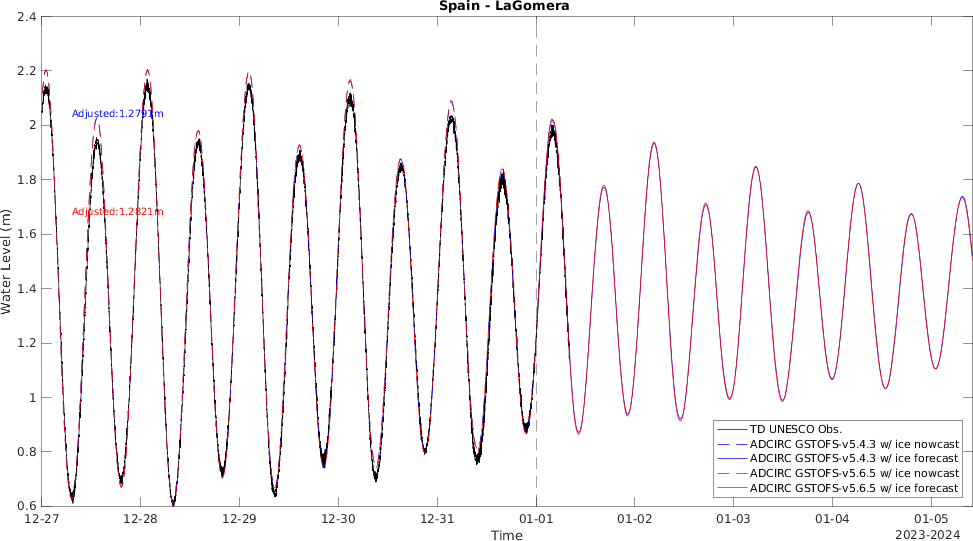 Spain - LaGomera
2.4
2.2
2
1.8
1.6
1.4
1.2
1
0.8
0.6
Water Level (m)
Adjusted:1.2791m
Adjusted:1.2821m
TD UNESCO Obs.
ADCIRC GSTOFS-v5.4.3 w/ ice nowcast
ADCIRC GSTOFS-v5.4.3 w/ ice forecast
ADCIRC GSTOFS-v5.6.5 w/ ice nowcast
ADCIRC GSTOFS-v5.6.5 w/ ice forecast
12-27 12-28 12-29 12-30 12-31 01-01 01-02 01-03 01-04 01-05
Time
2023-2024